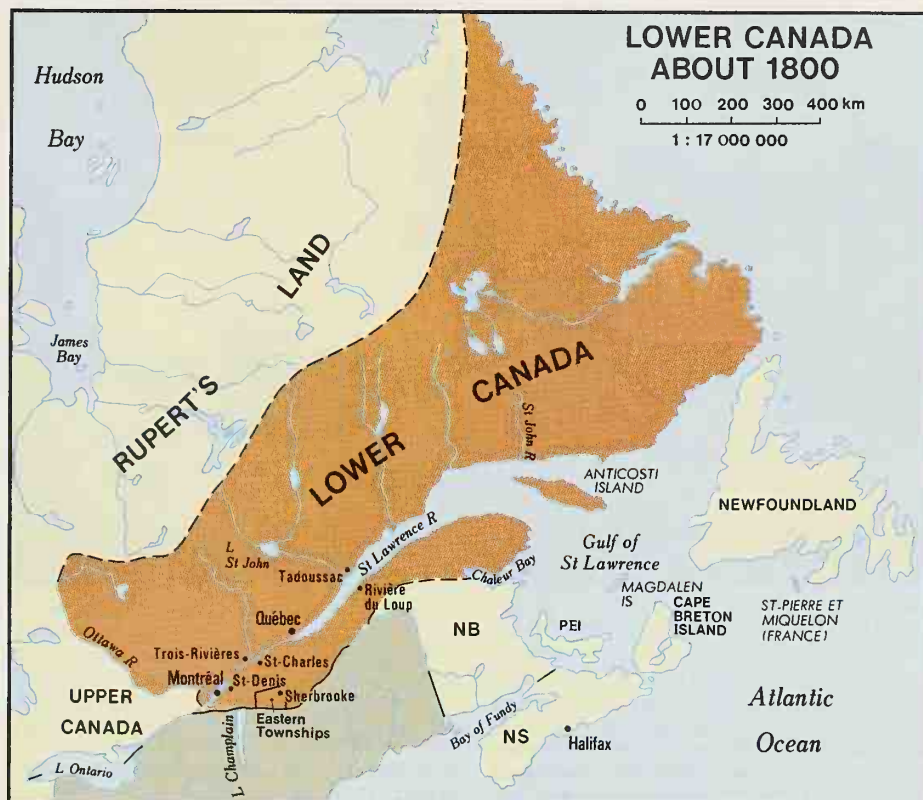 LOWER CANADA
ABOUT 1800
0 100 200 300 400 km
1 : 17 000 000
Hudson
Bay
James
Bay
RUPERT'S
LAND
LOWER
CANADA
St John R
ANTICOSTI
ISLAND
NEWFOUNDLAND
St Lawrence R
Gulf of
St Lawrence
L
St John
Tadoussac
Rivière
du Loup
Chaleur Bay
MAGDALEN
IS
CAPE
BRETON
ISLAND
ST-PIERRE ET
MIQUELON
(FRANCE)
Québec
NB
PEI
Ottawa R
Trois-Rivières
St-Charles
Montréal
St-Denis
Sherbrooke
Eastern
Townships
UPPER
CANADA
L Champlain
L Ontario
Bay of Fundy
NS
Halifax
Atlantic
Ocean